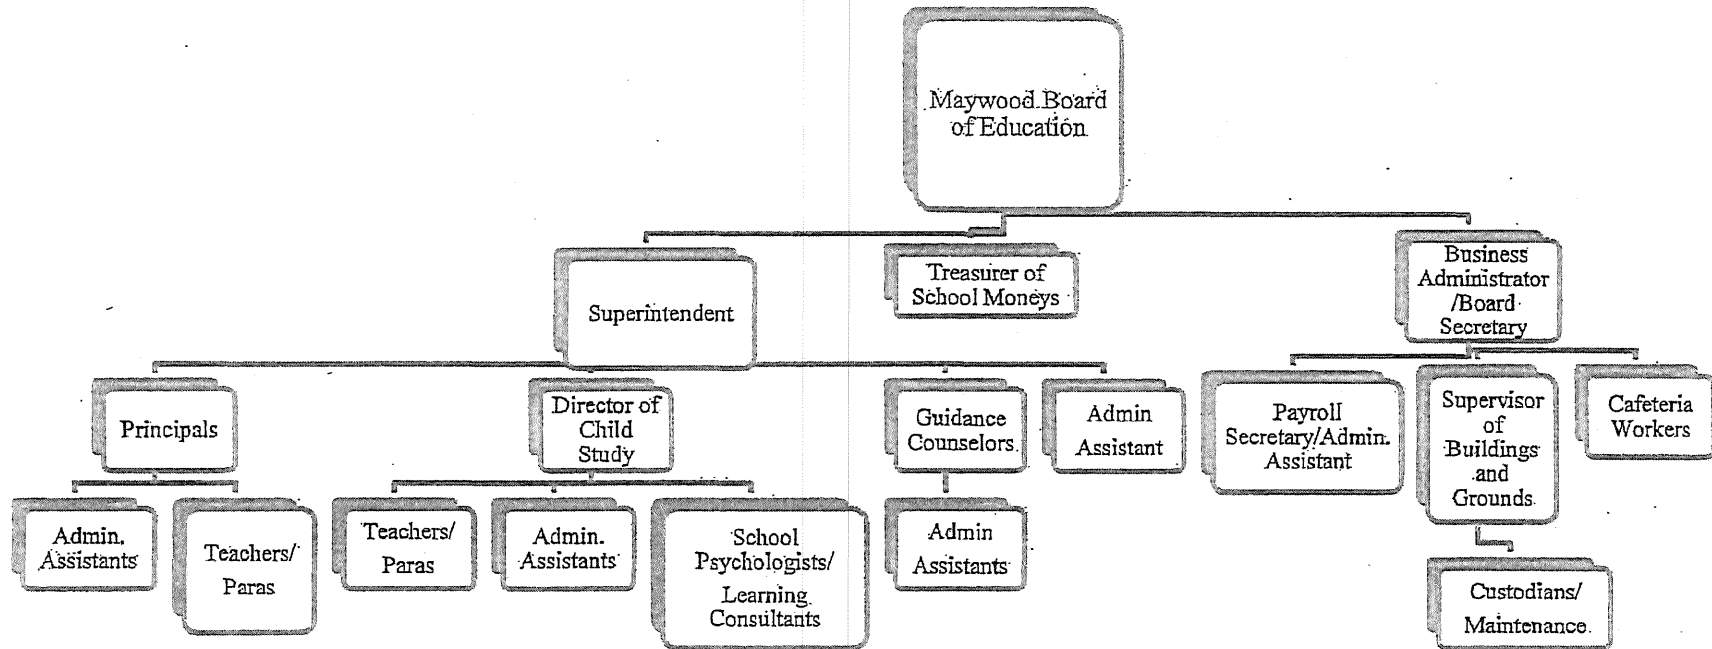 Maywood Board
of Education
Superintendent
Treasurer of
School Moneys
Business
Administrator
/Board
Secretary
Principals
Director of
Child
Study
Guidance
Counselors
Admin
Assistant
Payroll
Secretary/Admin.
Assistant
Supervisor
of
Buildings
and
Grounds
Cafeteria
Workers
Admin.
Assistants
Teachers/
Paras
Teachers/
Paras
Admin.
Assistants
School
Psychologists/
Learning
Consultants
Admin
Assistants
Custodians/
Maintenance